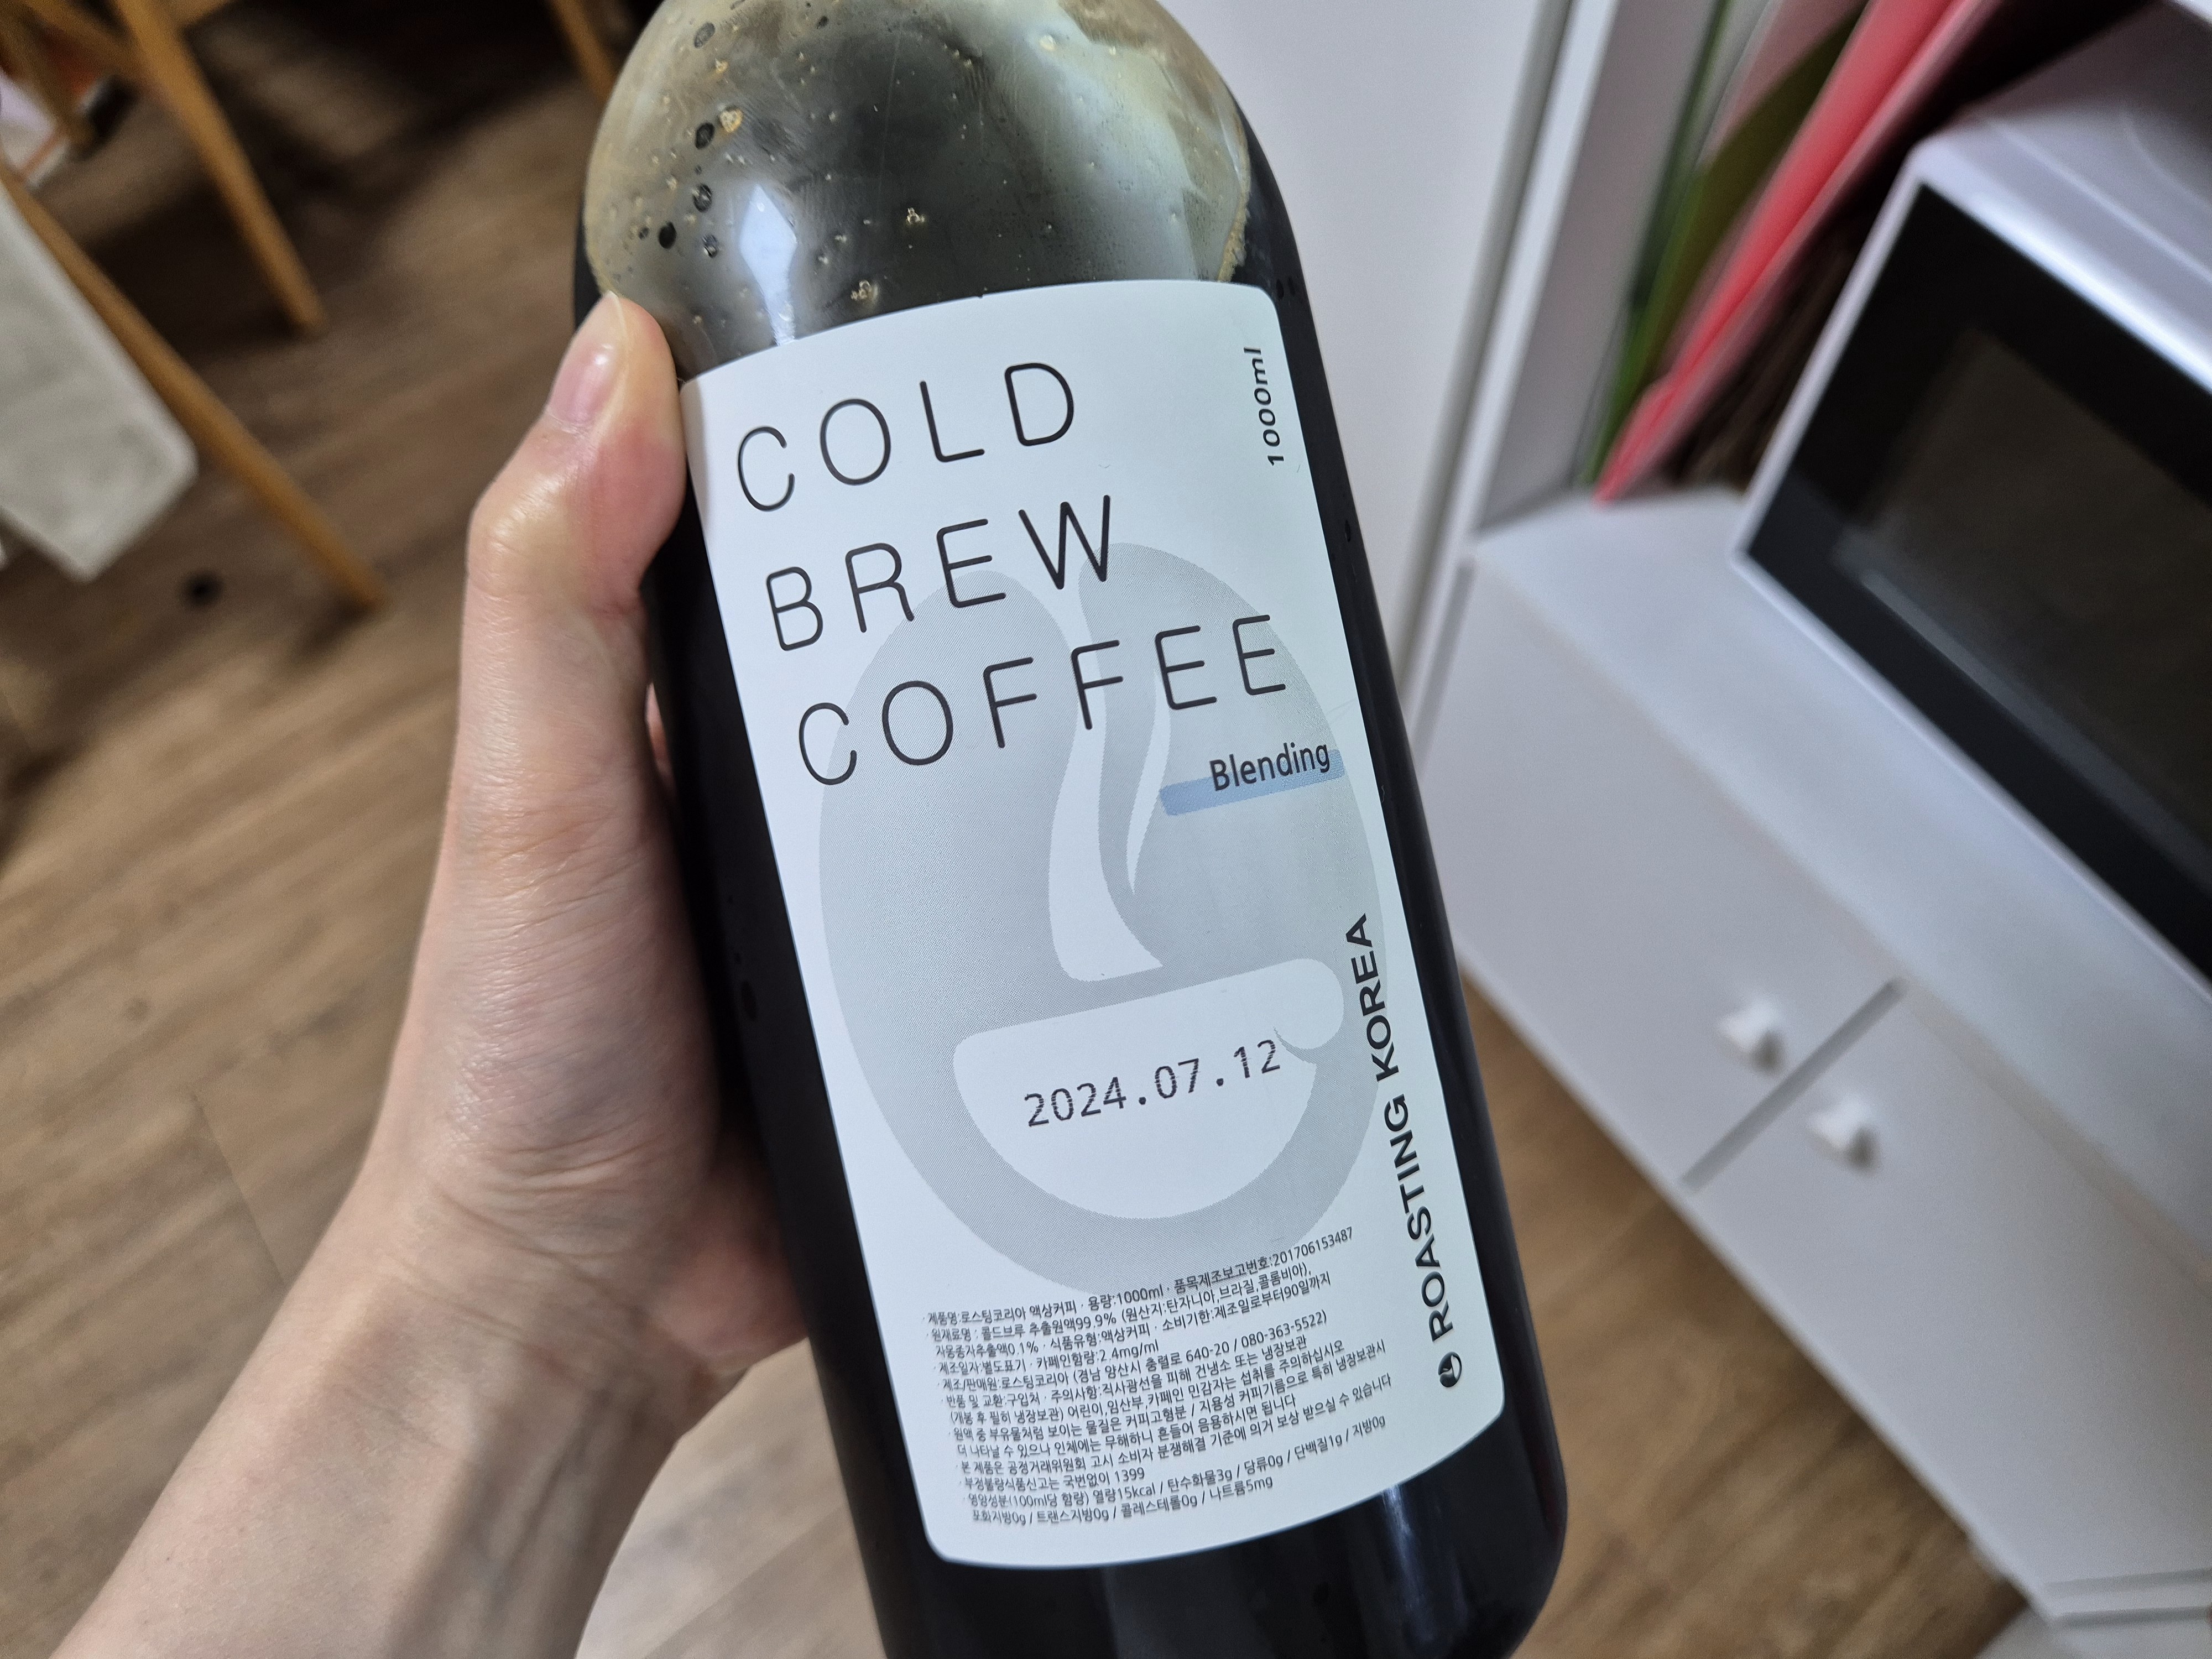 COLD
BREW
COFFEE
1000ml
Blending
2024.07.12
ROASTING KOREA
· 제품명:로스팅코리아 액상커피 · 용량:1000ml · 품목제조보고번호:201706153487
· 원재료명 : 콜드브루 추출원액99.9% (원산지:탄자니아,브라질,콜롬비아),
자몽종자추출액0.1% · 식품유형:액상커피 · 소비기한:제조일로부터90일까지
· 제조일자:별도표기 · 카페인함량:2.4mg/ml
· 제조/판매원:로스팅코리아 (경남 양산시 충렬로 640-20 / 080-363-5522)
· 반품 및 교환:구입처 · 주의사항:직사광선을 피해 건냉소 또는 냉장보관
(개봉 후 필히 냉장보관) 어린이,임산부,카페인 민감자는 섭취를 주의하십시오
· 원액 중 부유물처럼 보이는 물질은 커피고형분 / 지용성 커피기름으로 특히 냉장보관시
더 나타날 수 있으나 인체에는 무해하니 흔들어 음용하시면 됩니다
· 본 제품은 공정거래위원회 고시 소비자 분쟁해결 기준에 의거 보상 받으실 수 있습니다
· 부정불량식품신고는 국번없이 1399
· 영양성분(100ml당 함량) 열량15kcal / 탄수화물3g / 당류0g / 단백질1g / 지방0g
포화지방0g / 트랜스지방0g / 콜레스테롤0g / 나트륨5mg